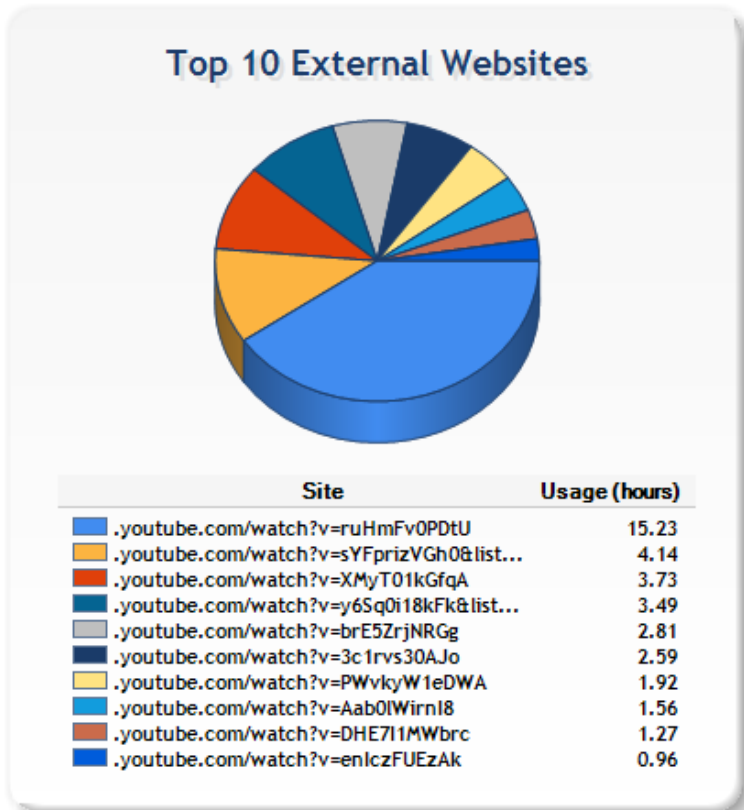 Top 10 External Websites
Site Usage (hours)
.youtube.com/watch?v=ruHmFv0PDtU 15.23
.youtube.com/watch?v=sYFprizVGh0&list... 4.14
.youtube.com/watch?v=XMyT01kGfqA 3.73
.youtube.com/watch?v=y6Sq0i18kFk&list... 3.49
.youtube.com/watch?v=brE5ZrjNRGg 2.81
.youtube.com/watch?v=3c1rvs30AJo 2.59
.youtube.com/watch?v=PWvkyW1eDWA 1.92
.youtube.com/watch?v=Aab0lWirnI8 1.56
.youtube.com/watch?v=DHE7I1MWbrc 1.27
.youtube.com/watch?v=enIczFUEzAk 0.96